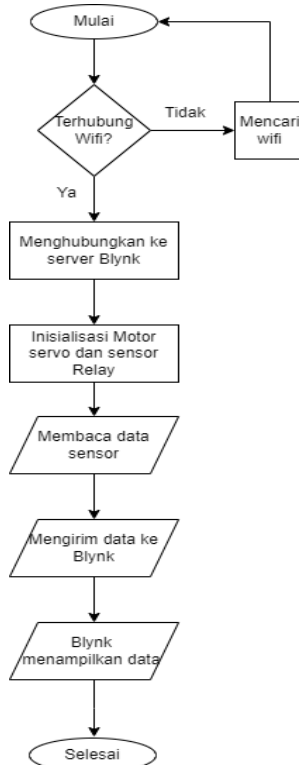 Mulai
Terhubung
Wifi?
Tidak
Mencari
wifi
Ya
Menghubungkan ke
server Blynk
Inisialisasi Motor
servo dan sensor
Relay
Membaca data
sensor
Mengirim data ke
Blynk
Blynk
menampilkan data
Selesai